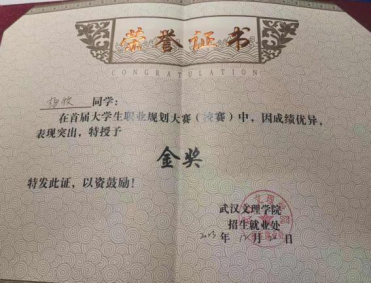 荣誉证书
CONGRATULATION
同学：
在首届大学生职业规划大赛（校赛）中，因成绩优异，
表现突出，特授予
金奖
特发此证，以资鼓励！
武汉文理学院
招生就业处
年 月 日